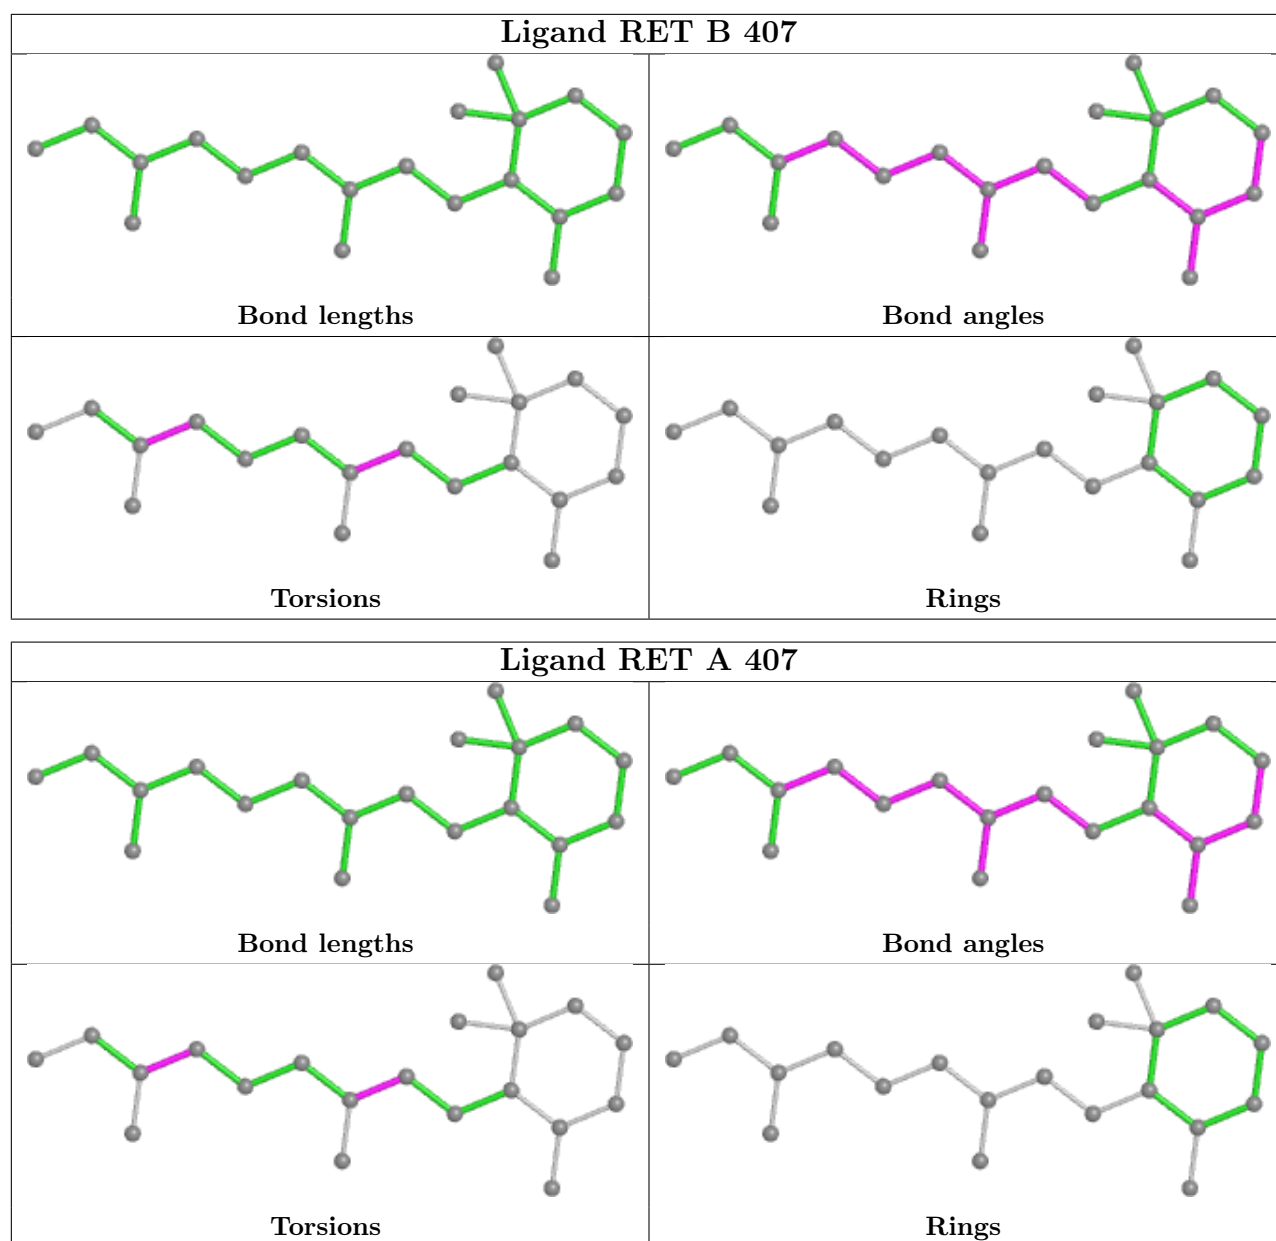 Ligand RET B 407
Bond lengths
Bond angles
Torsions
Rings
Ligand RET A 407
Bond lengths
Bond angles
Torsions
Rings